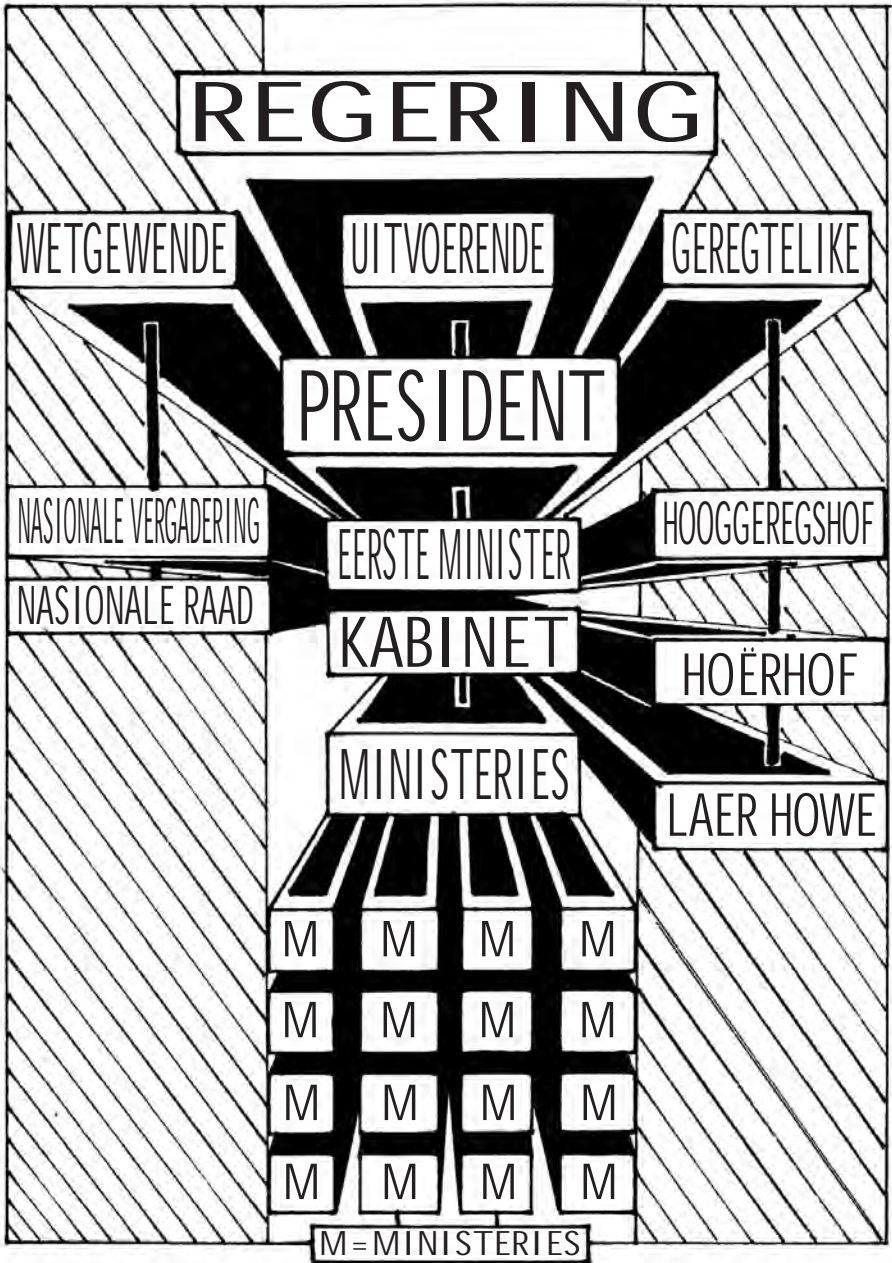 REGERING
WETGEWENDE
UITVOERENDE
GEREGTELIKE
PRESIDENT
NASIONALE VERGADERING
EERSTE MINISTER
HOOGGEREGSHOF
NASIONALE RAAD
KABINET
HOËRHOF
MINISTERIES
LAER HOWE
M M M M
M M M M
M M M M
M M M M
M=MINISTERIES